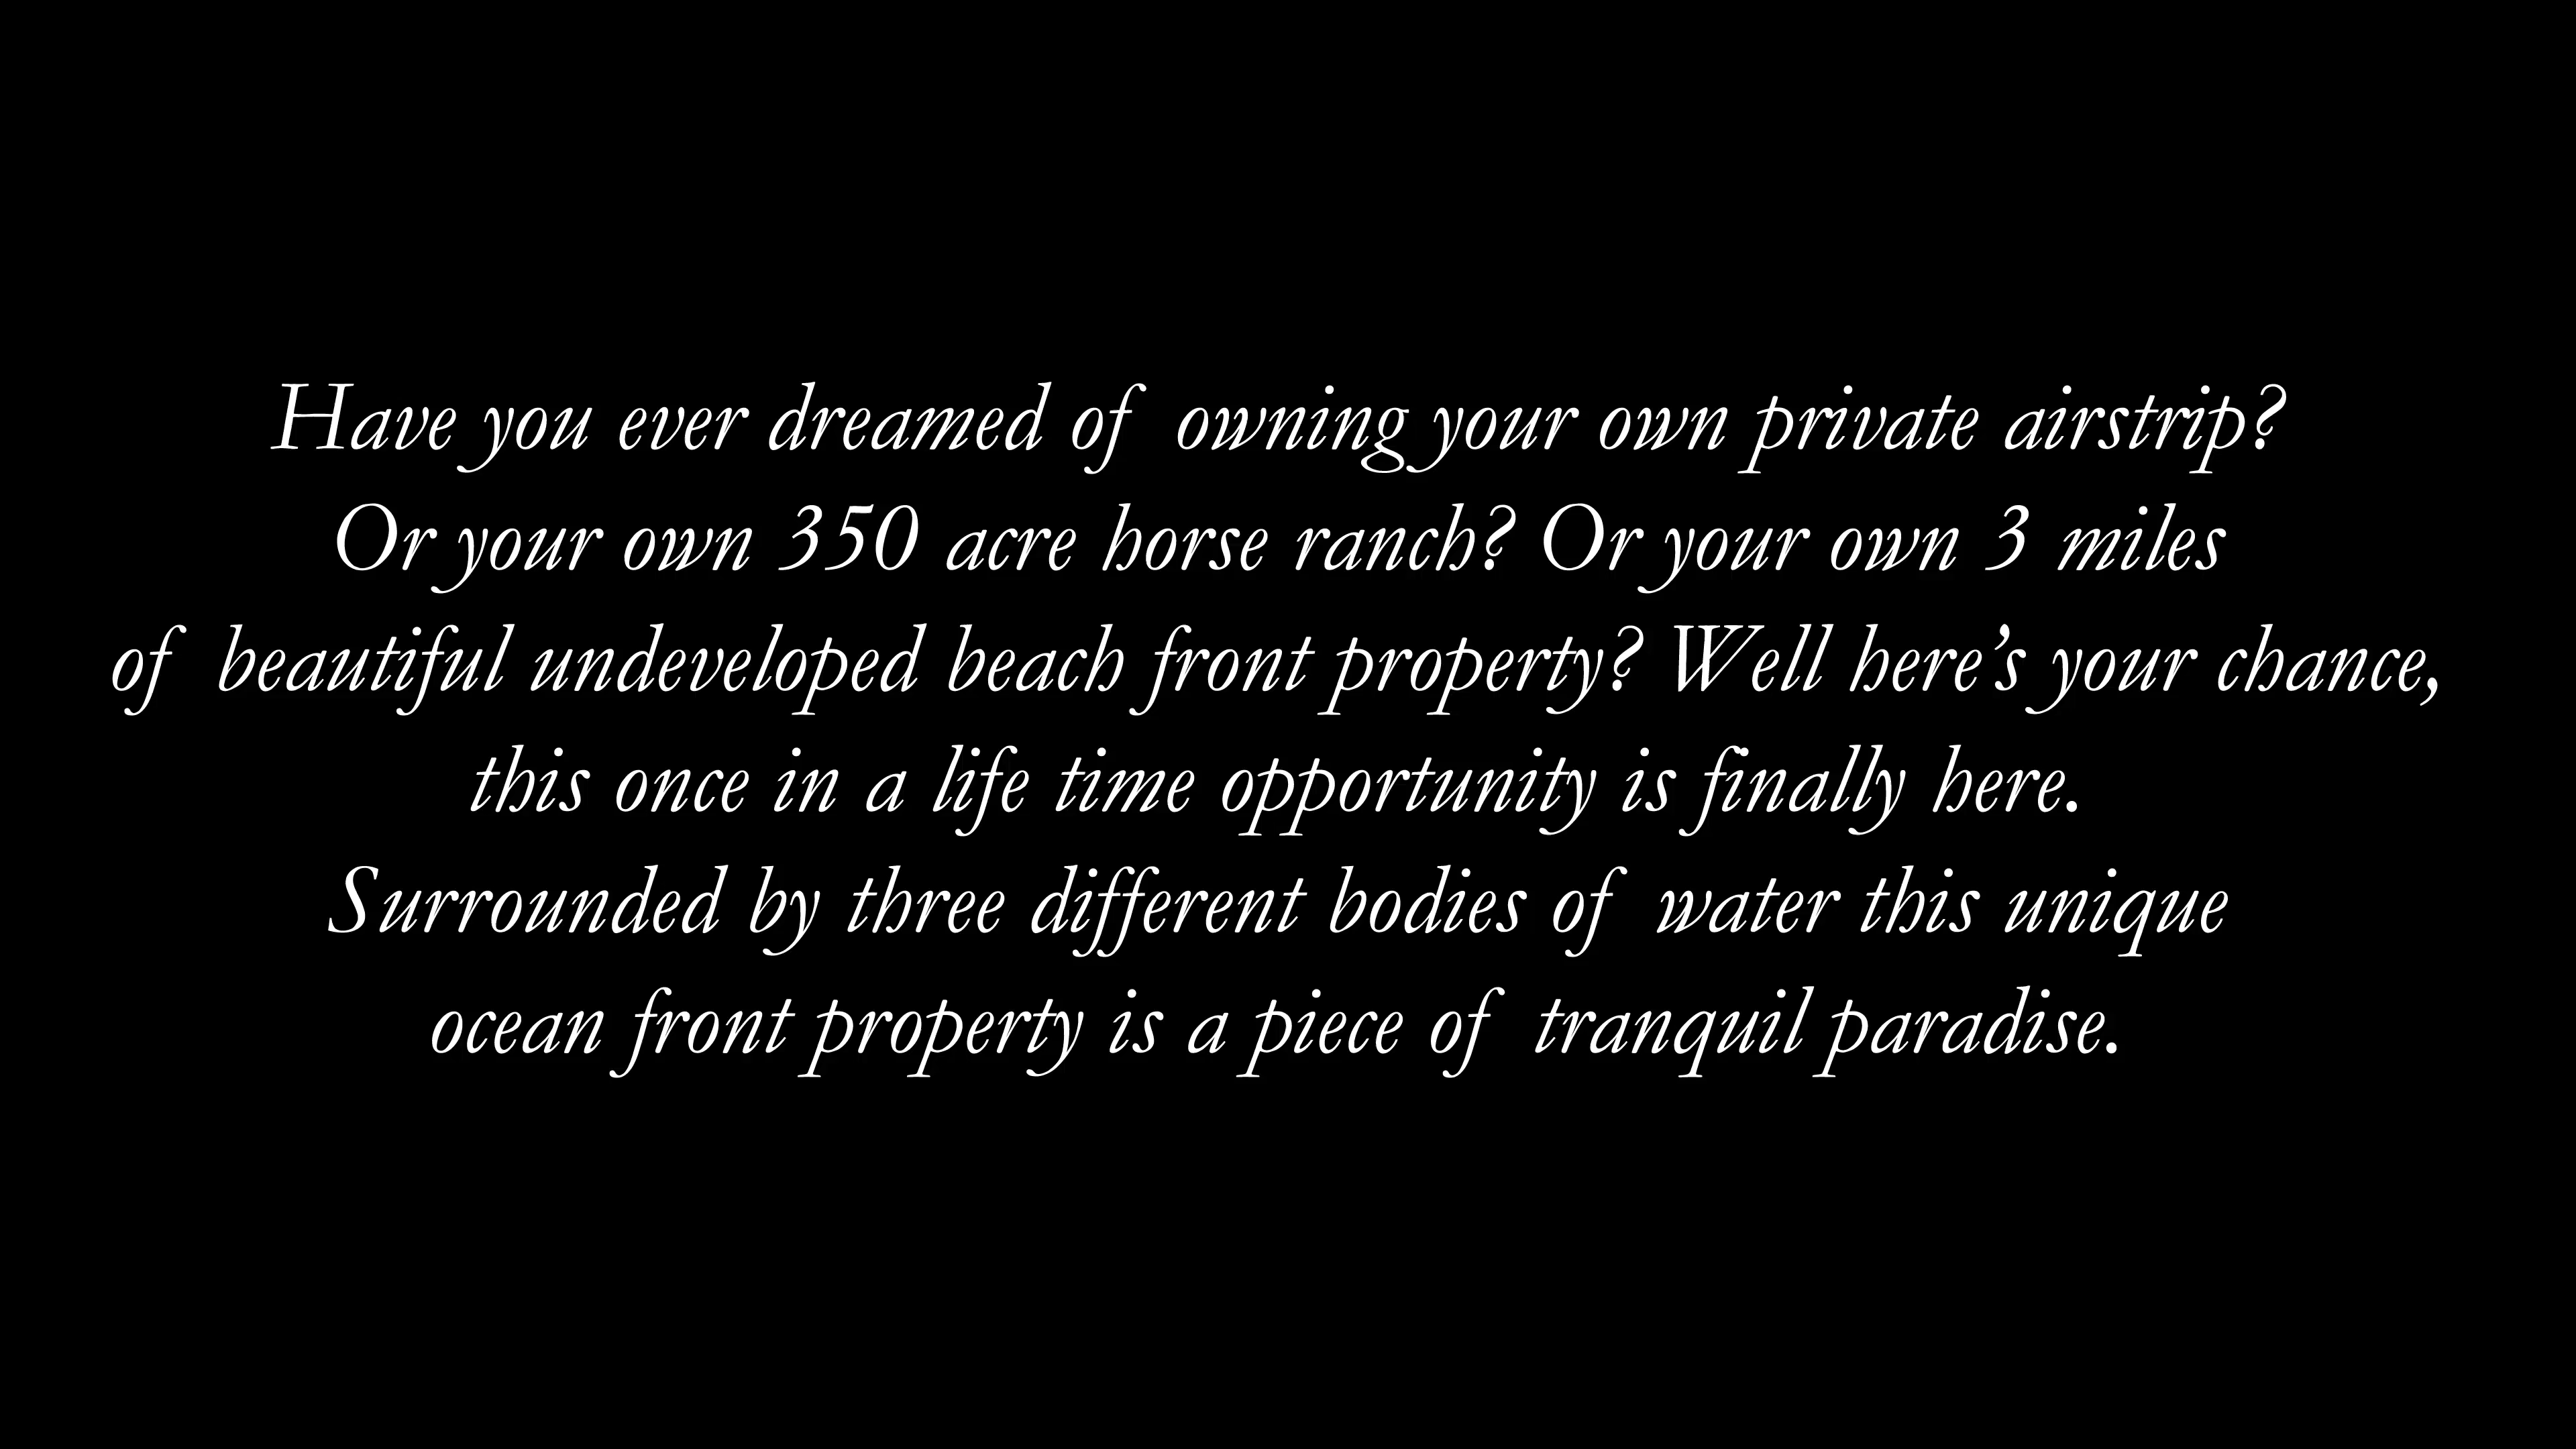 Have you ever dreamed of owning your own private airstrip?
Or your own 350 acre horse ranch? Or your own 3 miles
of beautiful undeveloped beach front property? Well here’s your chance,
this once in a life time opportunity is finally here.
Surrounded by three different bodies of water this unique
ocean front property is a piece of tranquil paradise.